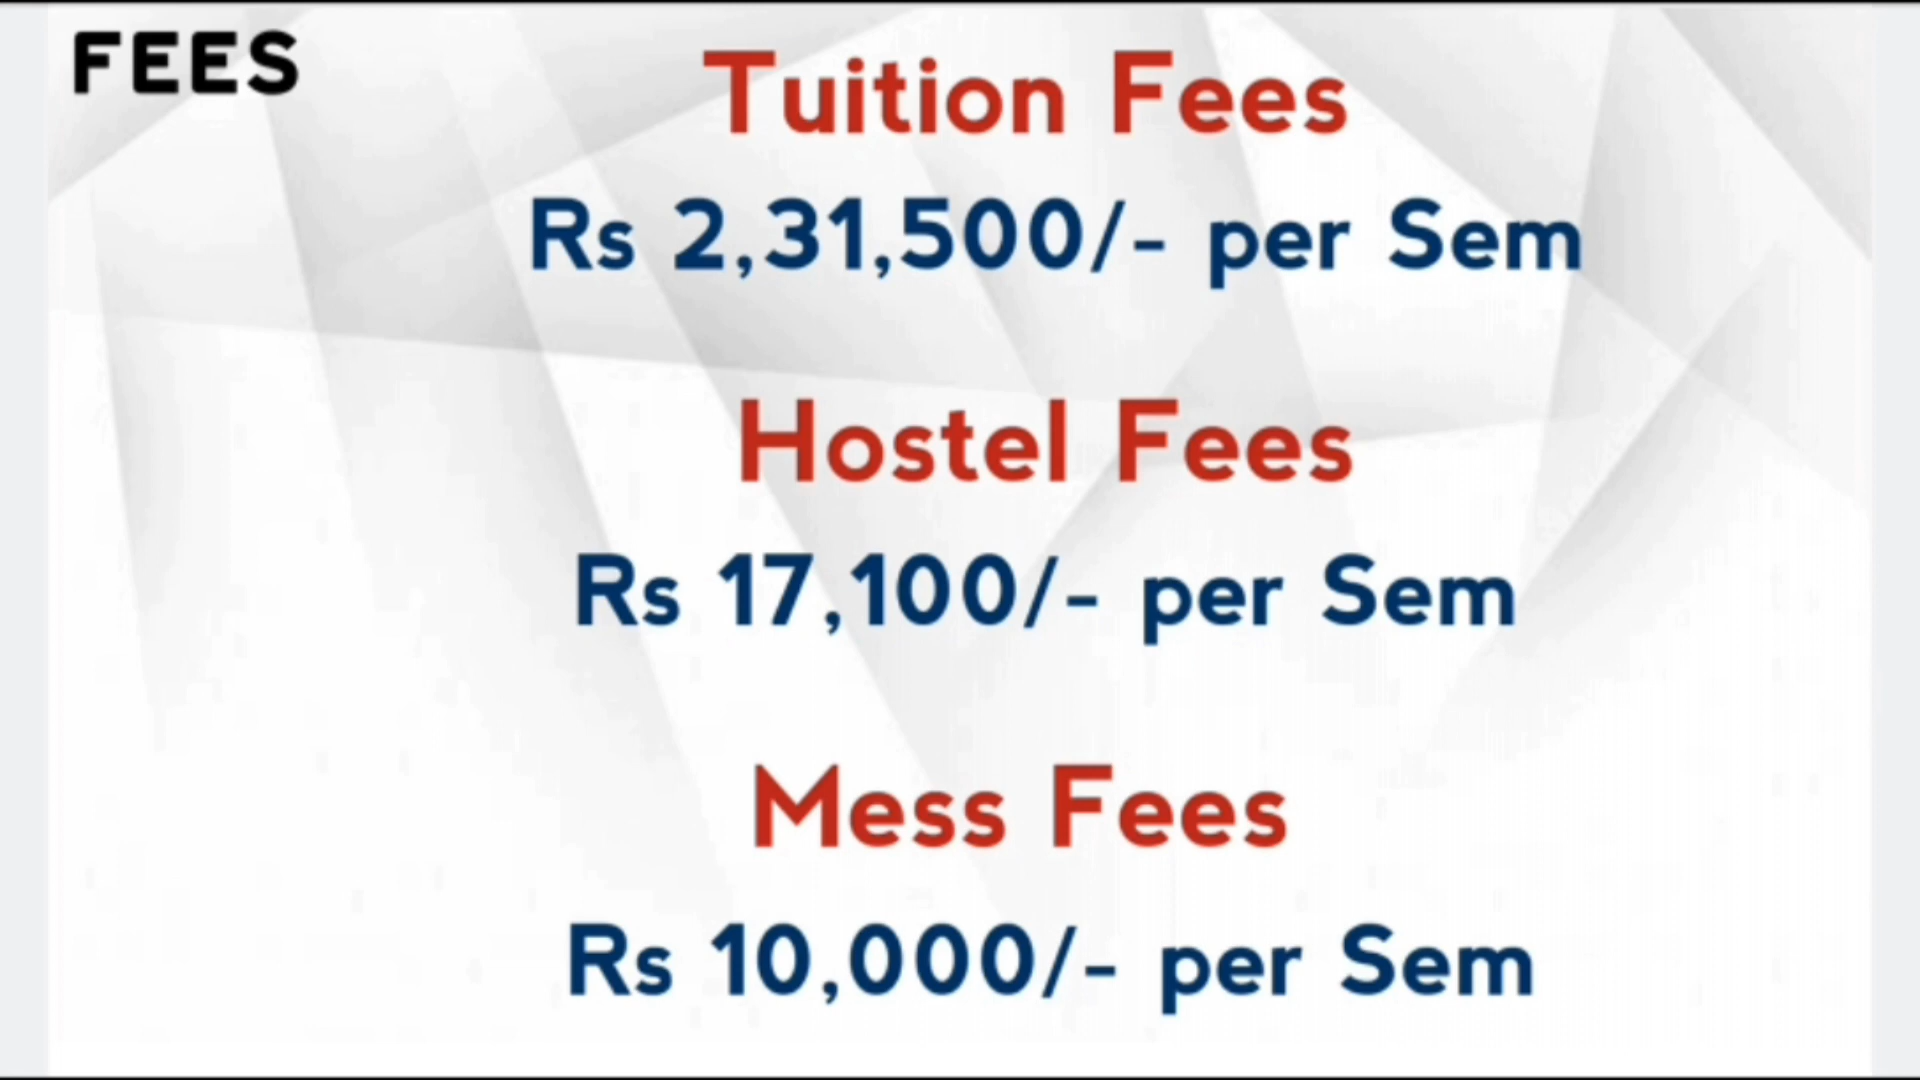 FEES
Tuition Fees
Rs 2,31,500/- per Sem
Hostel Fees
Rs 17,100/- per Sem
Mess Fees
Rs 10,000/- per Sem